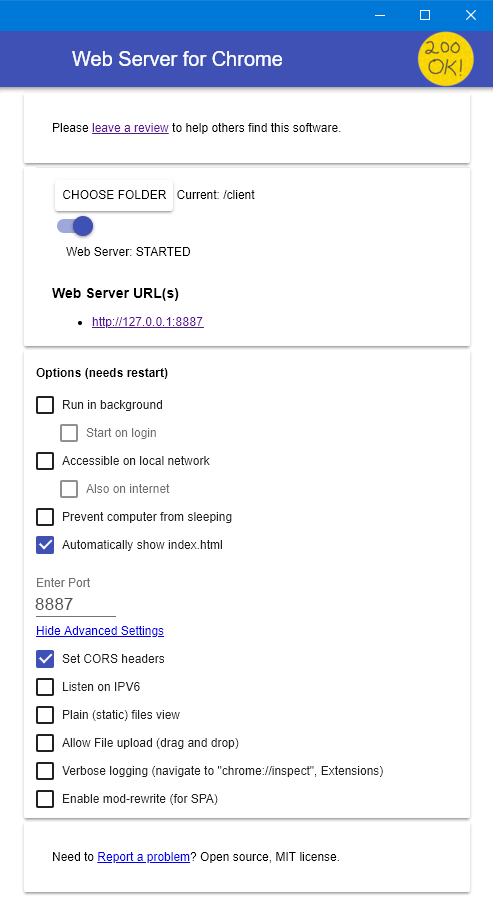 Web Server for Chrome
200
OK!
Please leave a review to help others find this software.
CHOOSE FOLDER Current: /client
Web Server: STARTED
Web Server URL(s)
http://127.0.0.1:8887
Options (needs restart)
Run in background
Start on login
Accessible on local network
Also on internet
Prevent computer from sleeping
Automatically show index.html
Enter Port
8887
Hide Advanced Settings
Set CORS headers
Listen on IPV6
Plain (static) files view
Allow File upload (drag and drop)
Verbose logging (navigate to "chrome://inspect", Extensions)
Enable mod-rewrite (for SPA)
Need to Report a problem? Open source, MIT license.